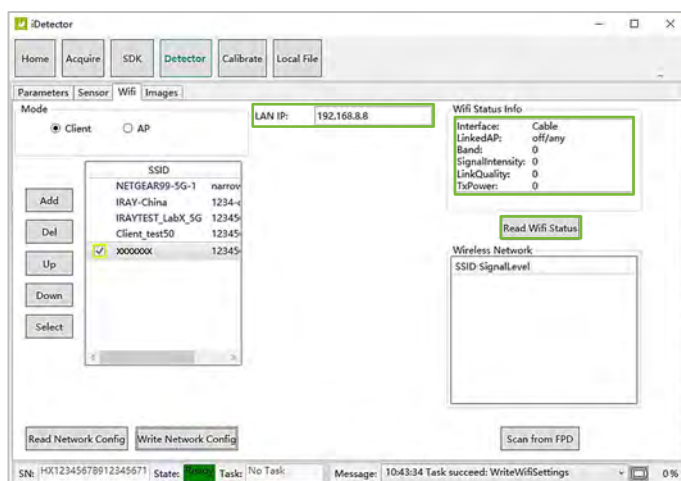 iDetector
Home Acquire SDK Detector Calibrate Local File
Parameters Sensor Wifi Images
Mode
Client AP
LAN IP: 192.168.8.8
Wifi Status Info
Interface: Cable
LinkedAP: off/any
Band: 0
SignalIntensity: 0
LinkQuality: 0
TxPower: 0
Read Wifi Status
SSID
NETGEAR99-5G-1 narrow
IRAY-China 1234-
IRAYTEST_LabX_5G 12345
Client_test50 12345
xxxxxxx 12345
Add
Del
Up
Down
Select
Wireless Network
SSID SignalLevel
Read Network Config Write Network Config
Scan from FPD
SN: HX12345678912345671 State: Ready Task: No Task Message: 10:43:34 Task succeed: WriteWifiSettings 0%